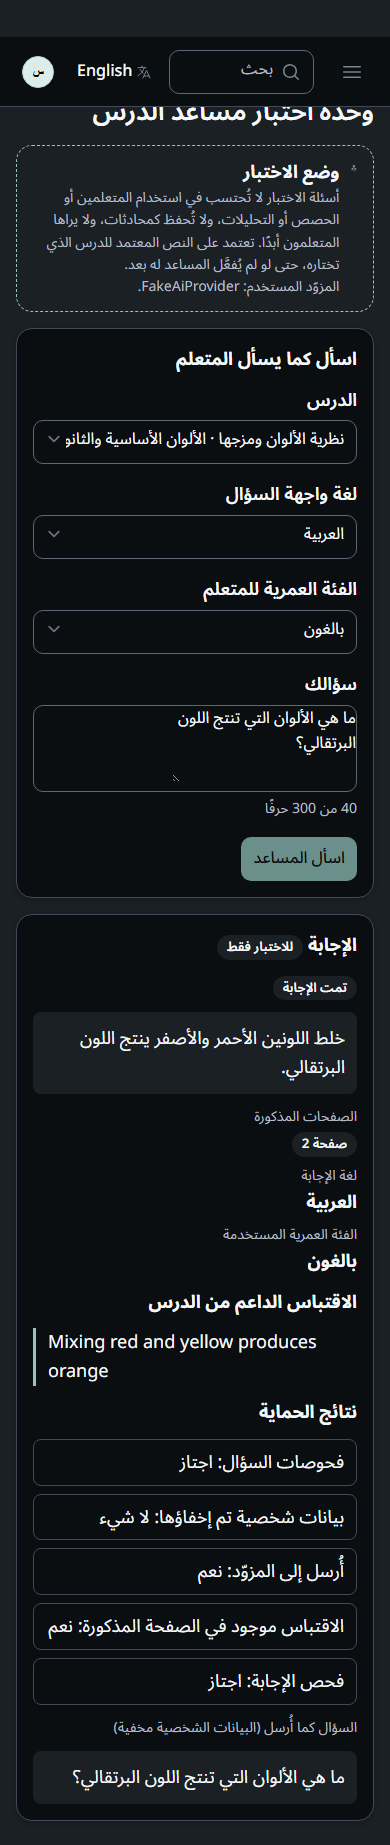 بحث
English
س
وحدة اختبار مساعد الدرس
وضع الاختبار
أسئلة الاختبار لا تُحتسب في استخدام المتعلمين أو
الحصص أو التحليلات، ولا تُحفظ كمحادثات، ولا يراها
المتعلمون أبدًا. تعتمد على النص المعتمد للدرس الذي
تختاره، حتى لو لم يُفعَّل المساعد له بعد.
المزوّد المستخدم: FakeAiProvider.
اسأل كما يسأل المتعلم
الدرس
نظرية الألوان ومزجها · الألوان الأساسية والثانو
لغة واجهة السؤال
العربية
الفئة العمرية للمتعلم
بالغون
سؤالك
ما هي الألوان التي تنتج اللون
البرتقالي؟
40 من 300 حرفًا
اسأل المساعد
الإجابة للاختبار فقط
تمت الإجابة
خلط اللونين الأحمر والأصفر ينتج اللون
البرتقالي.
الصفحات المذكورة
صفحة 2
لغة الإجابة
العربية
الفئة العمرية المستخدمة
بالغون
الاقتباس الداعم من الدرس
Mixing red and yellow produces
orange
نتائج الحماية
فحوصات السؤال: اجتاز
بيانات شخصية تم إخفاؤها: لا شيء
أُرسل إلى المزوّد: نعم
الاقتباس موجود في الصفحة المذكورة: نعم
فحص الإجابة: اجتاز
السؤال كما أُرسل (البيانات الشخصية مخفية)
ما هي الألوان التي تنتج اللون البرتقالي؟